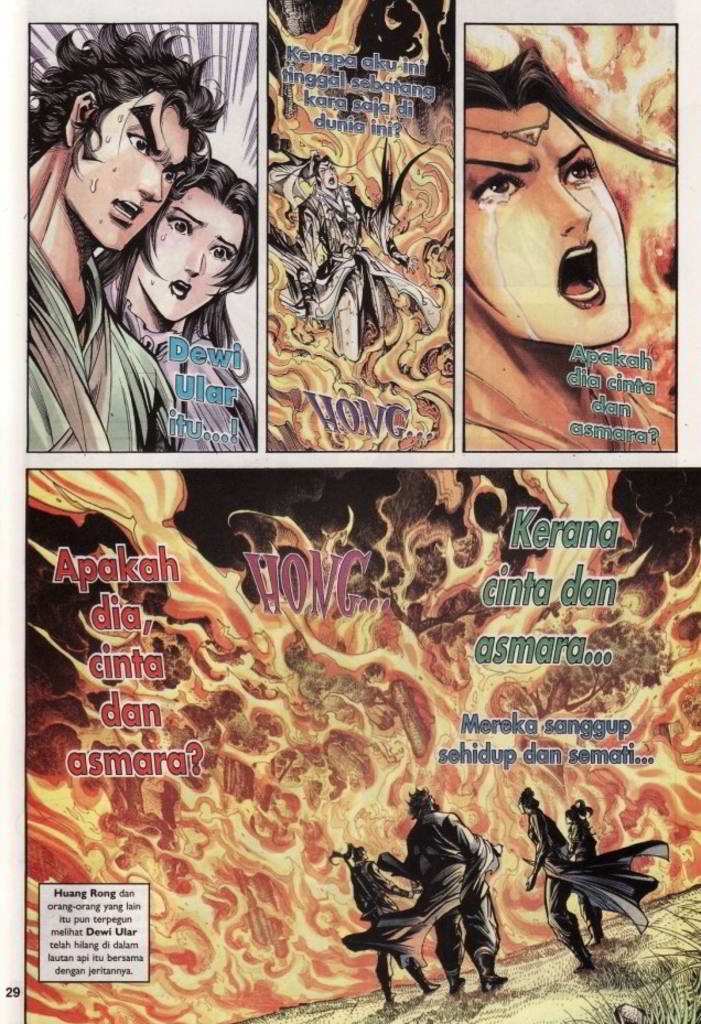 Dewi
Ular
itu....!
Kenapa aku ini
tinggal sebatang
kara saja di
dunia ini?
HONG...
Apakah
dia cinta
dan
asmara?
Apakah
dia,
cinta
dan
asmara?
HONG...
Kerana
cinta dan
asmara...
Mereka sanggup
sehidup dan semati...
Huang Rong dan
orang-orang yang lain
itu pun terpegun
melihat Dewi Ular
telah hilang di dalam
lautan api itu dengan
dengan jeritannya.
29